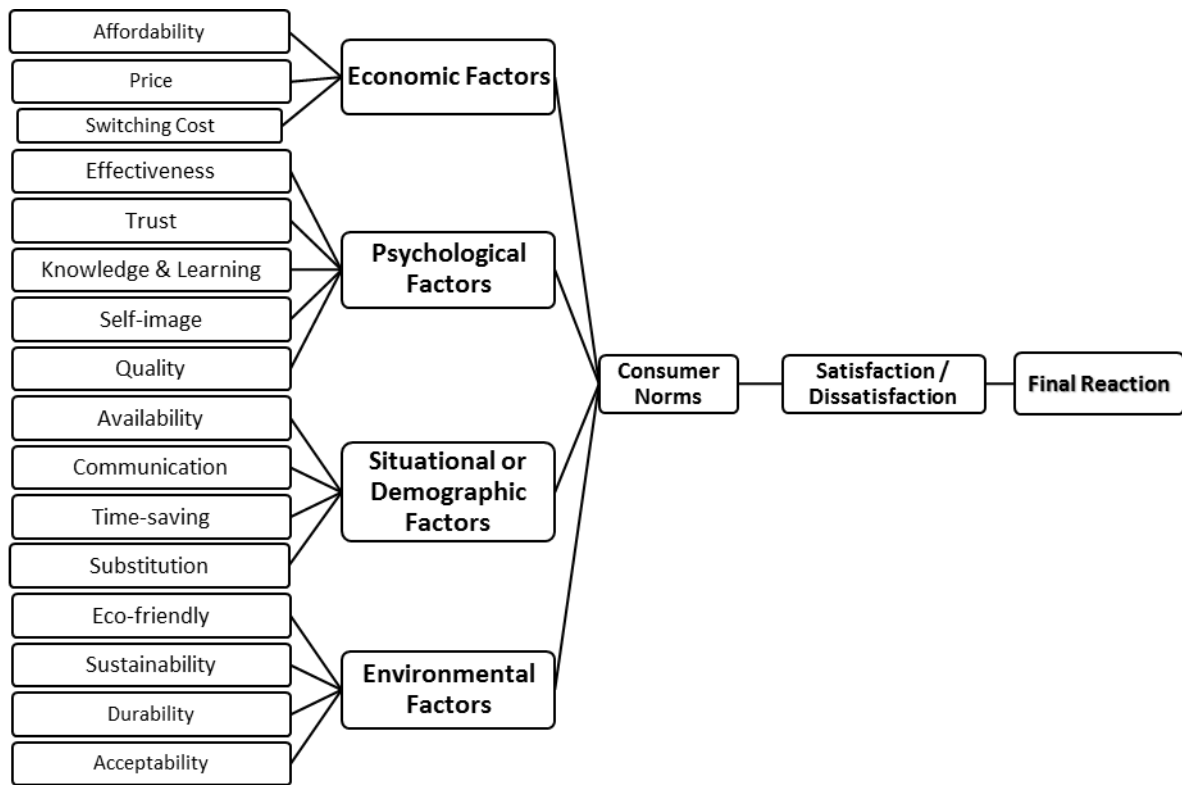 Affordability
Price
Switching Cost
Effectiveness
Trust
Knowledge & Learning
Self-image
Quality
Availability
Communication
Time-saving
Substitution
Eco-friendly
Sustainability
Durability
Acceptability
Economic Factors
Psychological
Factors
Situational or
Demographic
Factors
Environmental
Factors
Consumer
Norms
Satisfaction /
Dissatisfaction
Final Reaction